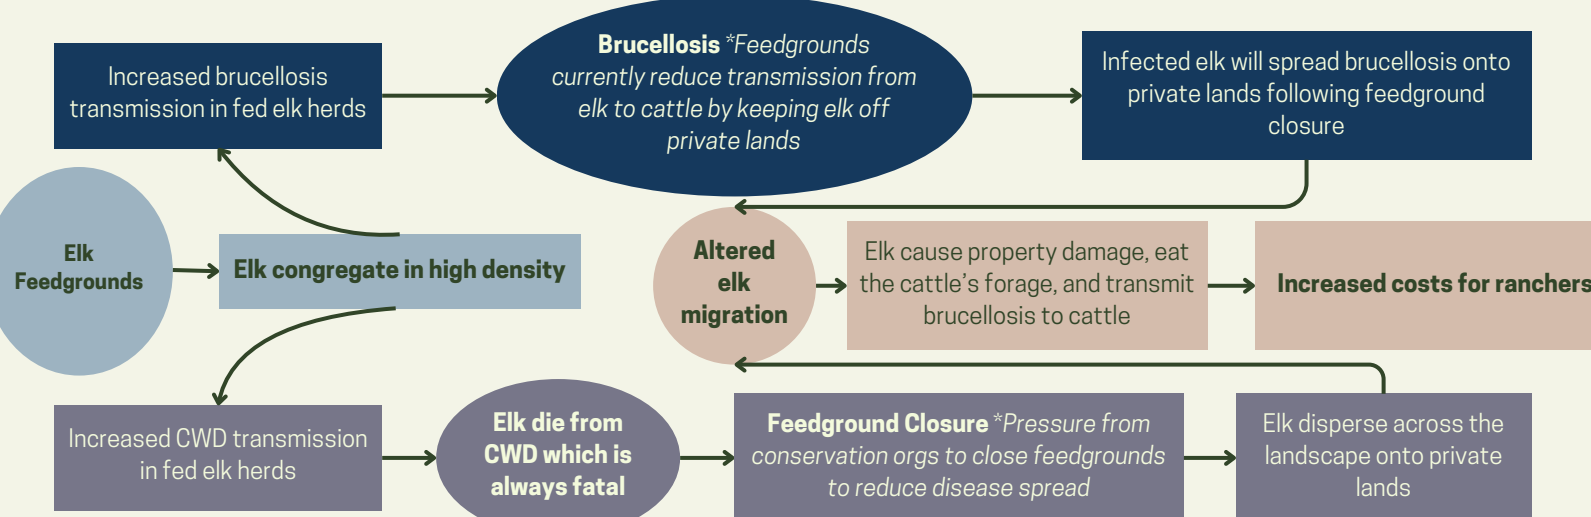 Increased brucellosis
transmission in fed elk herds
Brucellosis *Feedgrounds
currently reduce transmission from
elk to cattle by keeping elk off
private lands
Infected elk will spread brucellosis onto
private lands following feedground
closure
Elk
Feedgrounds
Elk congregate in high density
Altered
elk
migration
Elk cause property damage, eat
the cattle's forage, and transmit
brucellosis to cattle
Increased costs for ranchers
Increased CWD transmission
in fed elk herds
Elk die from
CWD which is
always fatal
Feedground Closure *Pressure from
conservation orgs to close feedgrounds
to reduce disease spread
Elk disperse across the
landscape onto private
lands